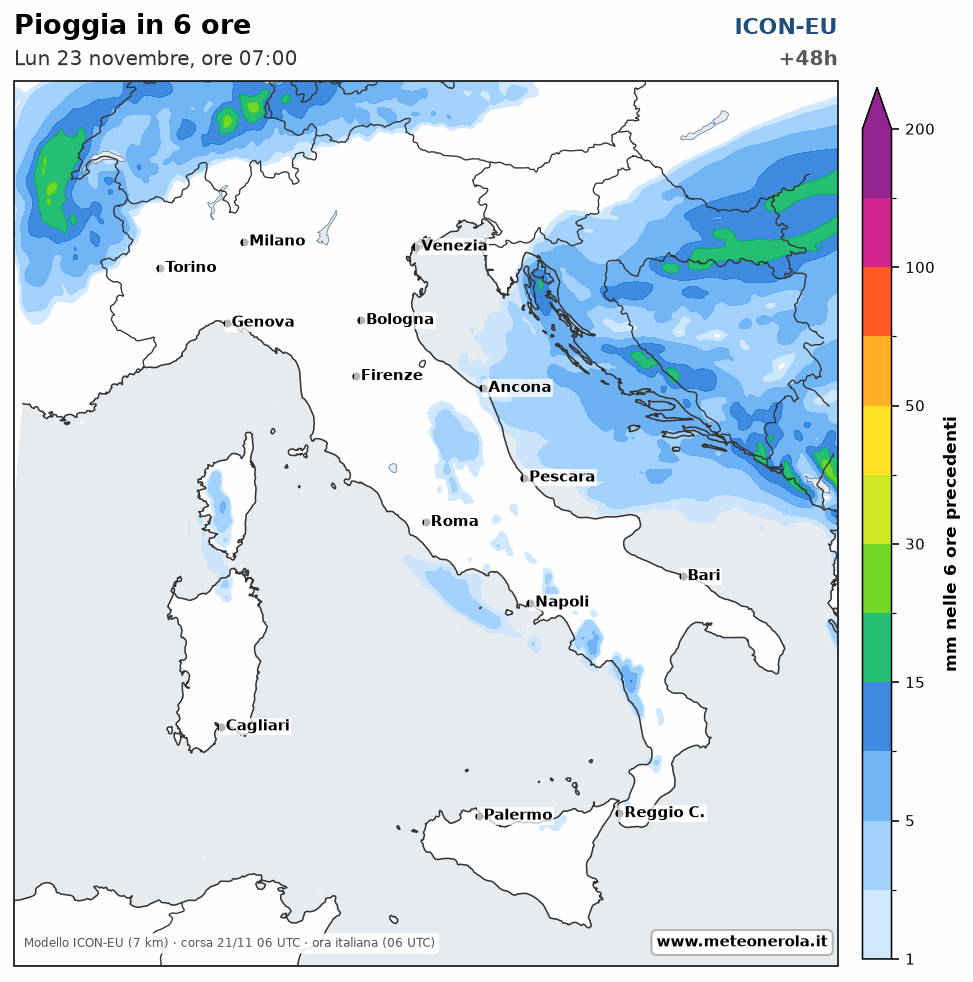 Pioggia in 6 ore
ICON-EU
Lun 23 novembre, ore 07:00
+48h
200
100
50
30
15
5
1
mm nelle 6 ore precedenti
Milano
Venezia
Torino
Genova
Bologna
Firenze
Ancona
Pescara
Roma
Bari
Napoli
Cagliari
Palermo
Reggio C.
Modello ICON-EU (7 km) · corsa 21/11 06 UTC · ora italiana (06 UTC)
www.meteonerola.it